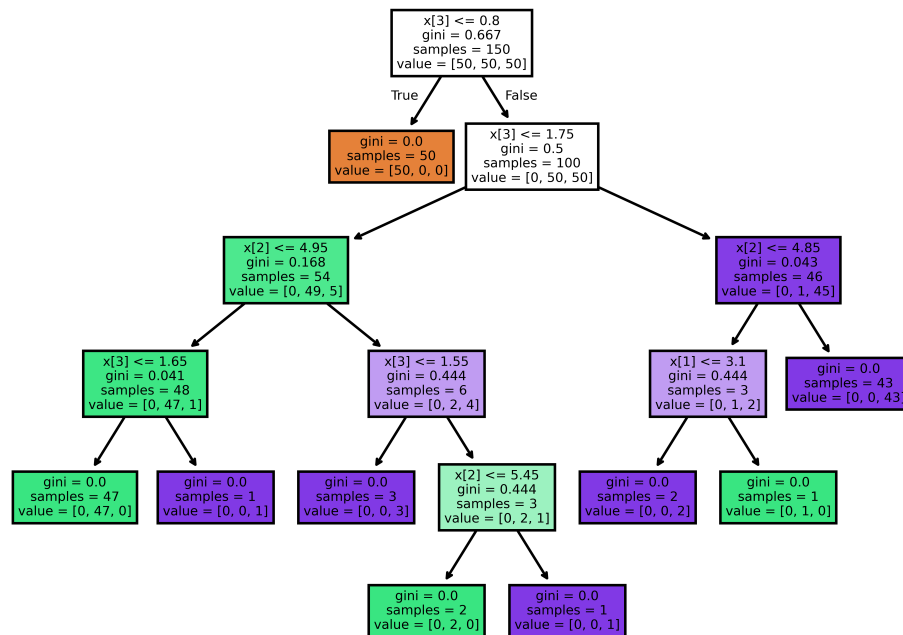 x[3] <= 0.8
gini = 0.667
samples = 150
value = [50, 50, 50]
True
False
gini = 0.0
samples = 50
value = [50, 0, 0]
x[3] <= 1.75
gini = 0.5
samples = 100
value = [0, 50, 50]
x[2] <= 4.95
gini = 0.168
samples = 54
value = [0, 49, 5]
x[2] <= 4.85
gini = 0.043
samples = 46
value = [0, 1, 45]
x[3] <= 1.65
gini = 0.041
samples = 48
value = [0, 47, 1]
x[3] <= 1.55
gini = 0.444
samples = 6
value = [0, 2, 4]
x[1] <= 3.1
gini = 0.444
samples = 3
value = [0, 1, 2]
gini = 0.0
samples = 43
value = [0, 0, 43]
gini = 0.0
samples = 47
value = [0, 47, 0]
gini = 0.0
samples = 1
value = [0, 0, 1]
gini = 0.0
samples = 3
value = [0, 0, 3]
x[2] <= 5.45
gini = 0.444
samples = 3
value = [0, 2, 1]
gini = 0.0
samples = 2
value = [0, 0, 2]
gini = 0.0
samples = 1
value = [0, 1, 0]
gini = 0.0
samples = 2
value = [0, 2, 0]
gini = 0.0
samples = 1
value = [0, 0, 1]